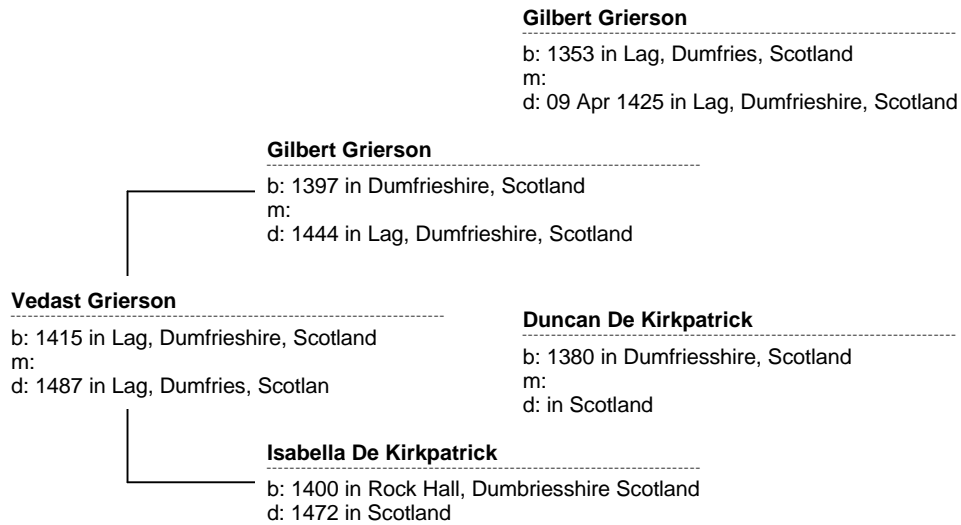 Gilbert Grierson
b: 1353 in Lag, Dumfries, Scotland
m:
d: 09 Apr 1425 in Lag, Dumfrieshire, Scotland
Gilbert Grierson
b: 1397 in Dumfrieshire, Scotland
m:
d: 1444 in Lag, Dumfrieshire, Scotland
Vedast Grierson
b: 1415 in Lag, Dumfrieshire, Scotland
m:
d: 1487 in Lag, Dumfries, Scotlan
Duncan De Kirkpatrick
b: 1380 in Dumfriesshire, Scotland
m:
d: in Scotland
Isabella De Kirkpatrick
b: 1400 in Rock Hall, Dumbriesshire Scotland
d: 1472 in Scotland